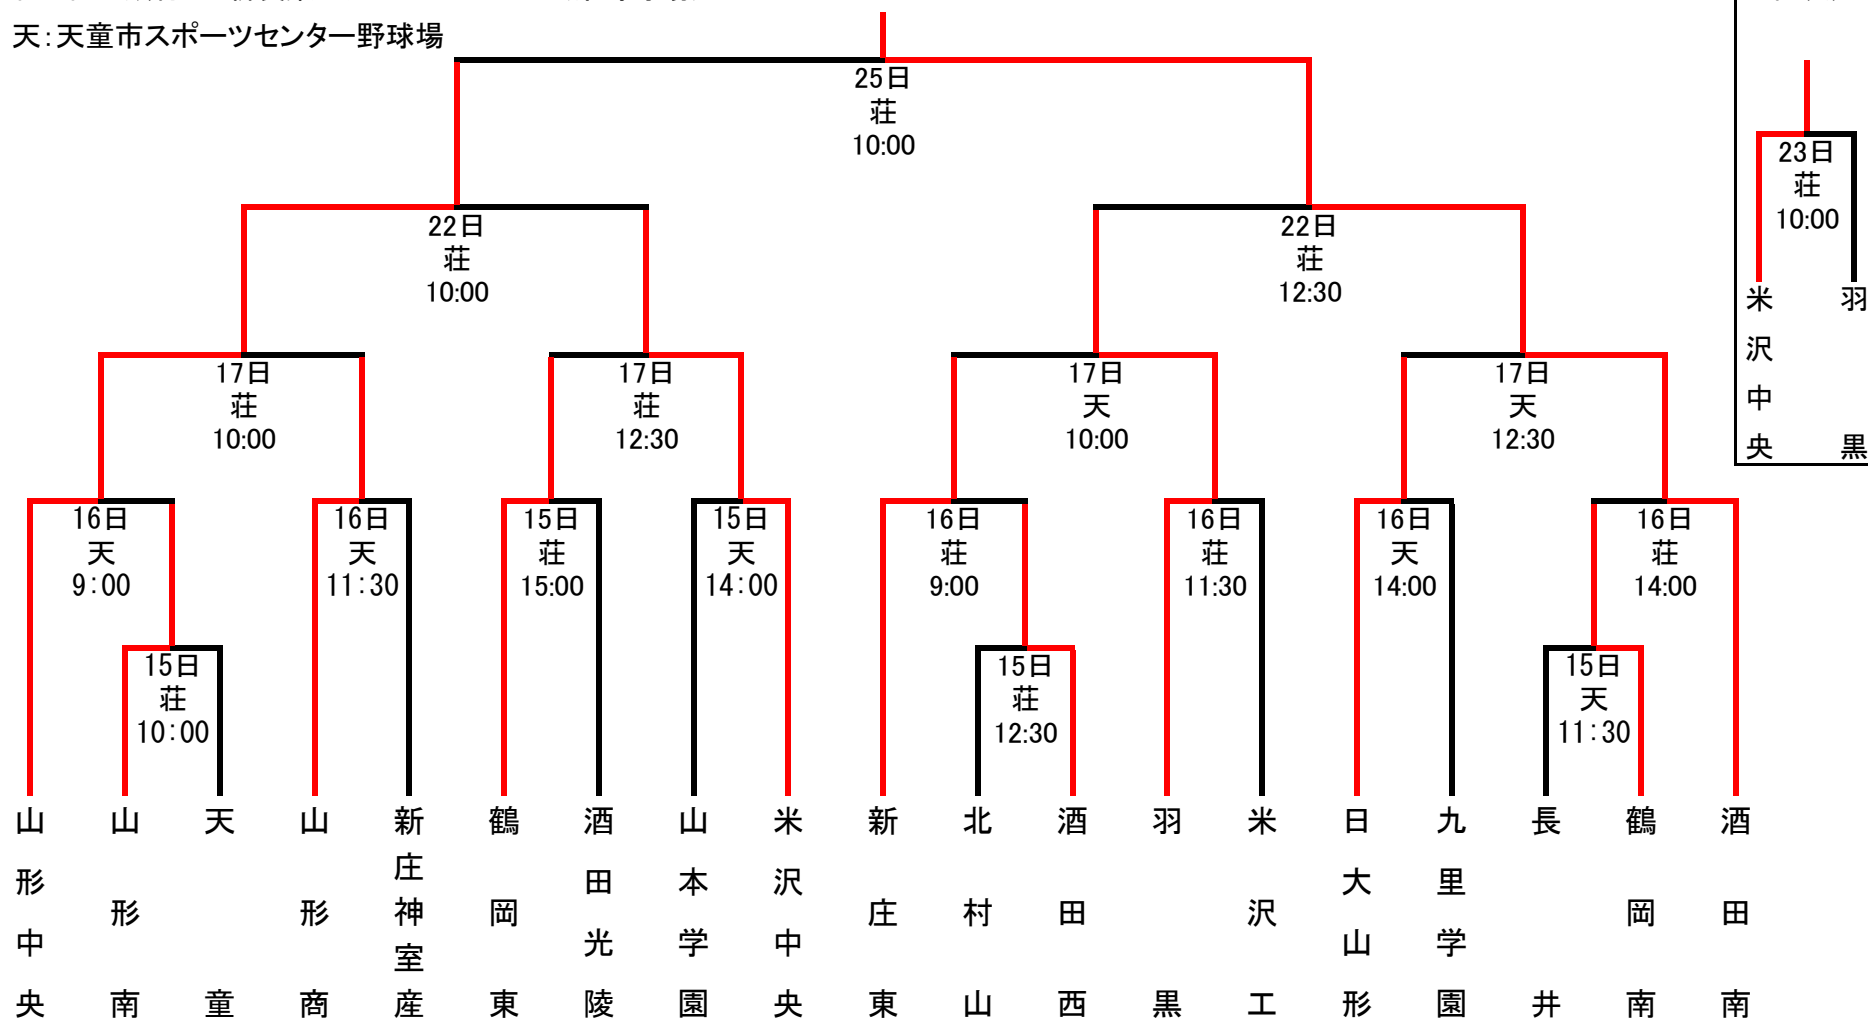 天：天童市スポーツセンター野球場
25日
荘
10:00
23日
荘
10:00
米沢中央
羽黒
22日
荘
10:00
22日
荘
12:30
17日
荘
10:00
17日
荘
12:30
17日
天
10:00
17日
天
12:30
16日
天
9：00
16日
天
11：30
15日
荘
15:00
15日
天
14：00
16日
荘
9:00
16日
荘
11:30
16日
天
14:00
16日
荘
14:00
15日
荘
10：00
15日
荘
12:30
15日
天
11：30
山形中央
山形南
天童
山形商
新庄神室産
鶴岡東
酒田光陵
山本学園
米沢中央
新庄東
北村山
酒田西
羽黒
米沢工
日大山形
九里学園
長井
鶴岡南
酒田南